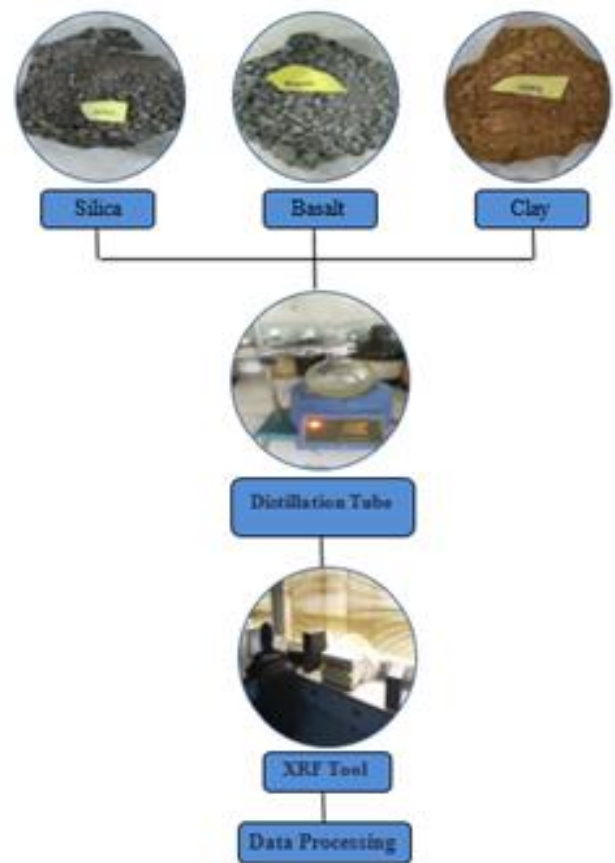 Silica
Basalt
Clay
Distillation Tube
XRF Tool
Data Processing